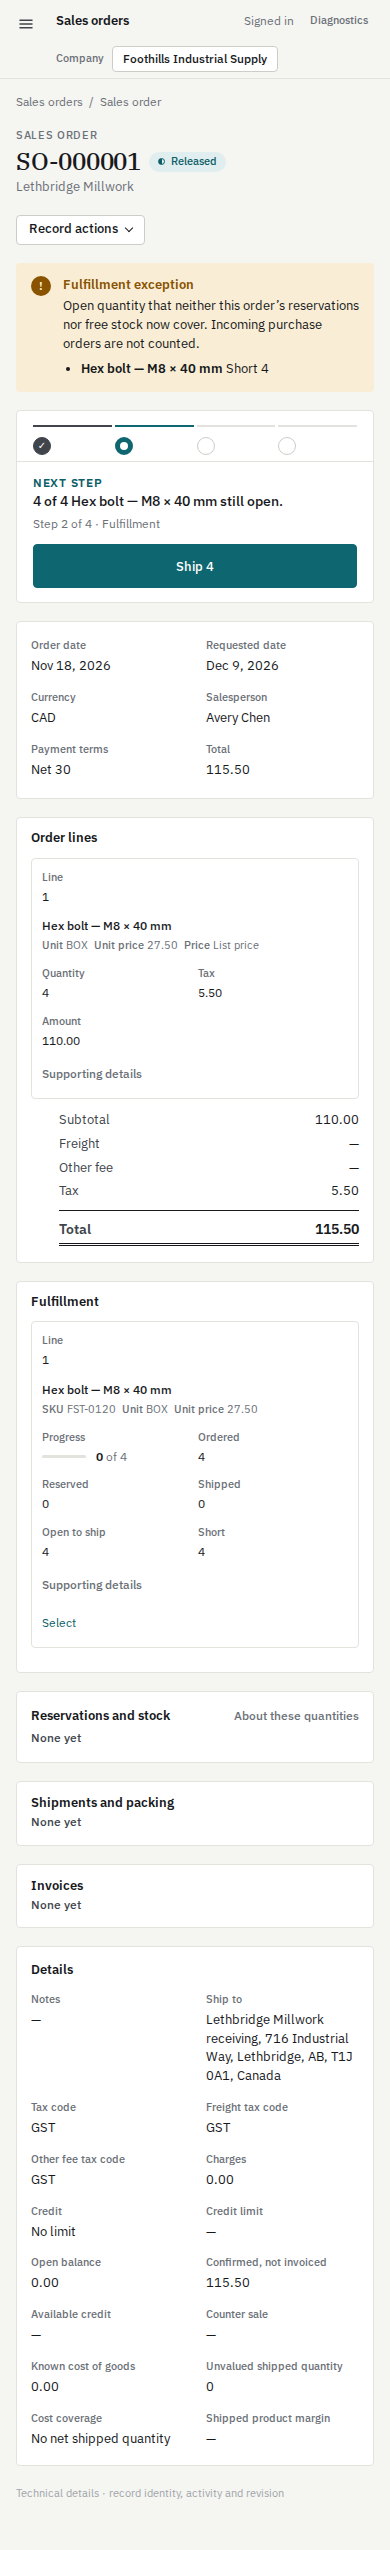 Sales orders
Signed in
Diagnostics
Company
Foothills Industrial Supply
Sales orders / Sales order
SALES ORDER
SO-000001
Released
Lethbridge Millwork
Record actions
!
Fulfillment exception
Open quantity that neither this order's reservations
nor free stock now cover. Incoming purchase
orders are not counted.
• Hex bolt — M8 × 40 mm Short 4
NEXT STEP
4 of 4 Hex bolt — M8 × 40 mm still open.
Step 2 of 4 · Fulfillment
Ship 4
Order date
Nov 18, 2026
Requested date
Dec 9, 2026
Currency
CAD
Salesperson
Avery Chen
Payment terms
Net 30
Total
115.50
Order lines
Line
1
Hex bolt — M8 × 40 mm
Unit BOX Unit price 27.50 Price List price
Quantity
4
Tax
5.50
Amount
110.00
Supporting details
Subtotal 110.00
Freight —
Other fee —
Tax 5.50
Total 115.50
Fulfillment
Line
1
Hex bolt — M8 × 40 mm
SKU FST-0120 Unit BOX Unit price 27.50
Progress
0 of 4
Ordered
4
Reserved
0
Shipped
0
Open to ship
4
Short
4
Supporting details
Select
Reservations and stock
About these quantities
None yet
Shipments and packing
None yet
Invoices
None yet
Details
Notes
—
Ship to
Lethbridge Millwork
receiving, 716 Industrial
Way, Lethbridge, AB, T1J
0A1, Canada
Tax code
GST
Freight tax code
GST
Other fee tax code
GST
Charges
0.00
Credit
No limit
Credit limit
—
Open balance
0.00
Confirmed, not invoiced
115.50
Available credit
—
Counter sale
—
Known cost of goods
0.00
Unvalued shipped quantity
0
Cost coverage
No net shipped quantity
Shipped product margin
—
Technical details · record identity, activity and revision